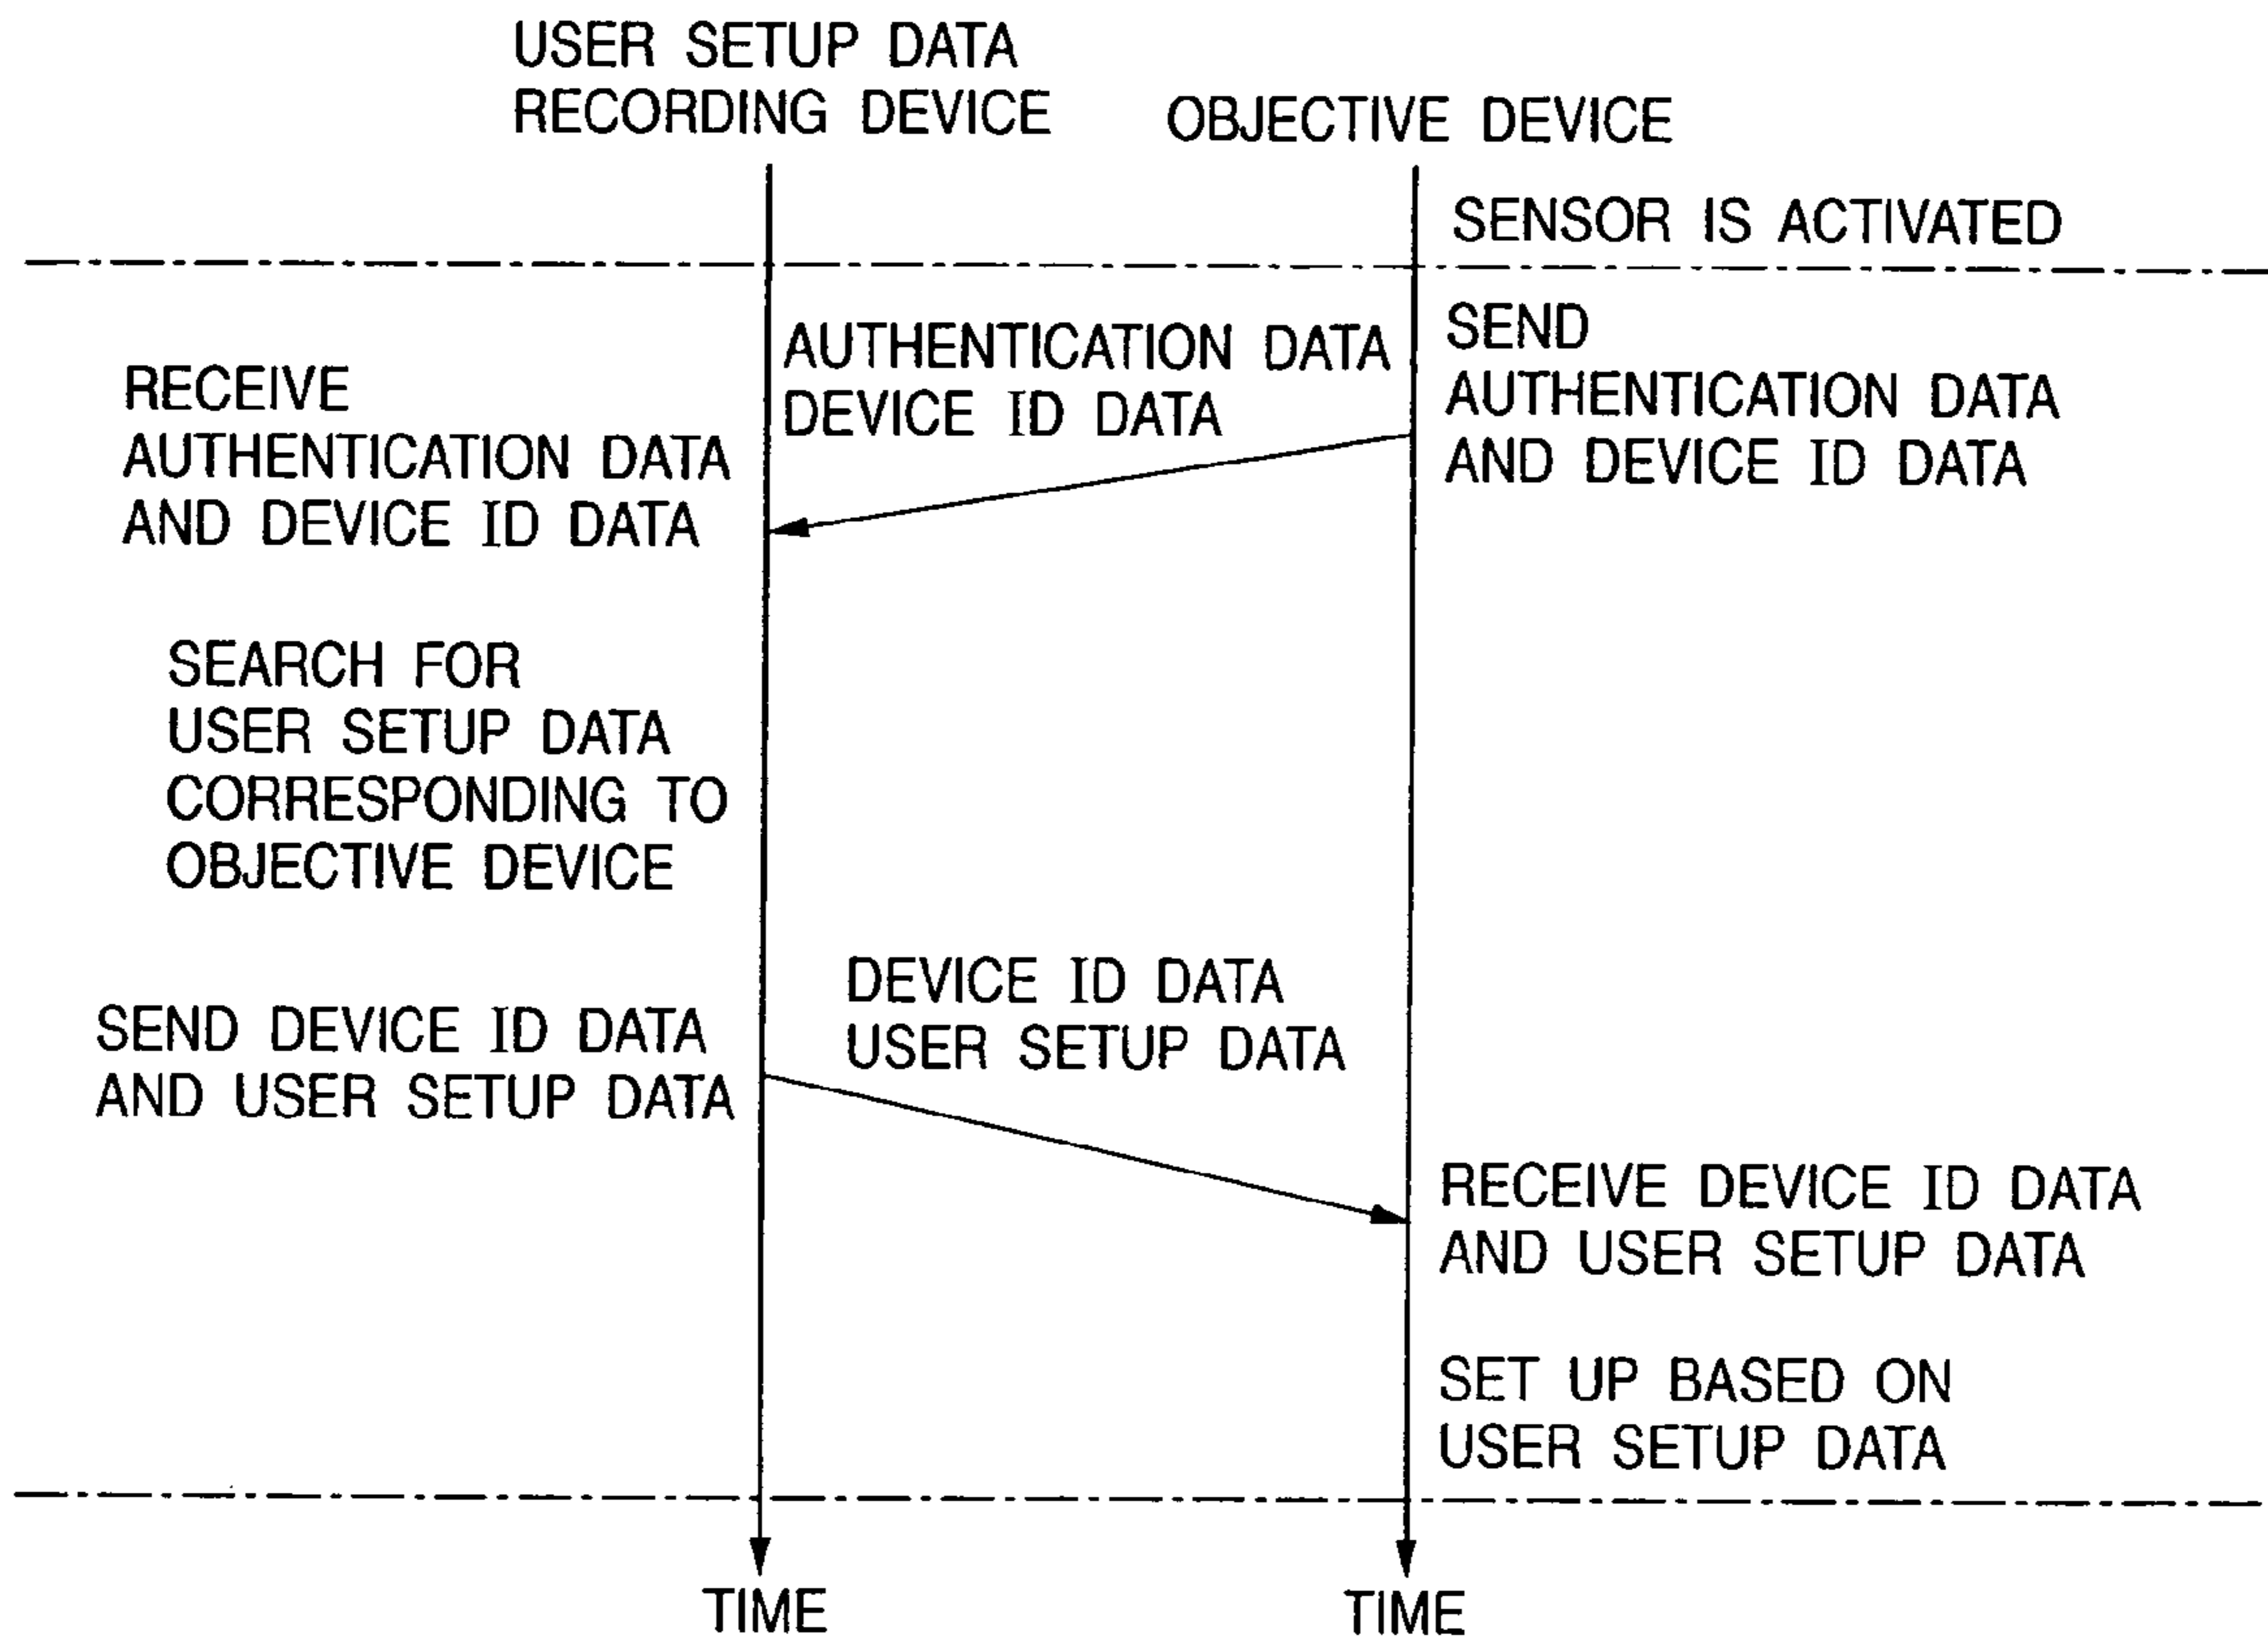 USER SETUP DATA
RECORDING DEVICE
OBJECTIVE DEVICE
SENSOR IS ACTIVATED
SEND
AUTHENTICATION DATA
AND DEVICE ID DATA
AUTHENTICATION DATA
DEVICE ID DATA
RECEIVE
AUTHENTICATION DATA
AND DEVICE ID DATA
SEARCH FOR
USER SETUP DATA
CORRESPONDING TO
OBJECTIVE DEVICE
DEVICE ID DATA
USER SETUP DATA
SEND DEVICE ID DATA
AND USER SETUP DATA
RECEIVE DEVICE ID DATA
AND USER SETUP DATA
SET UP BASED ON
USER SETUP DATA
TIME
TIME